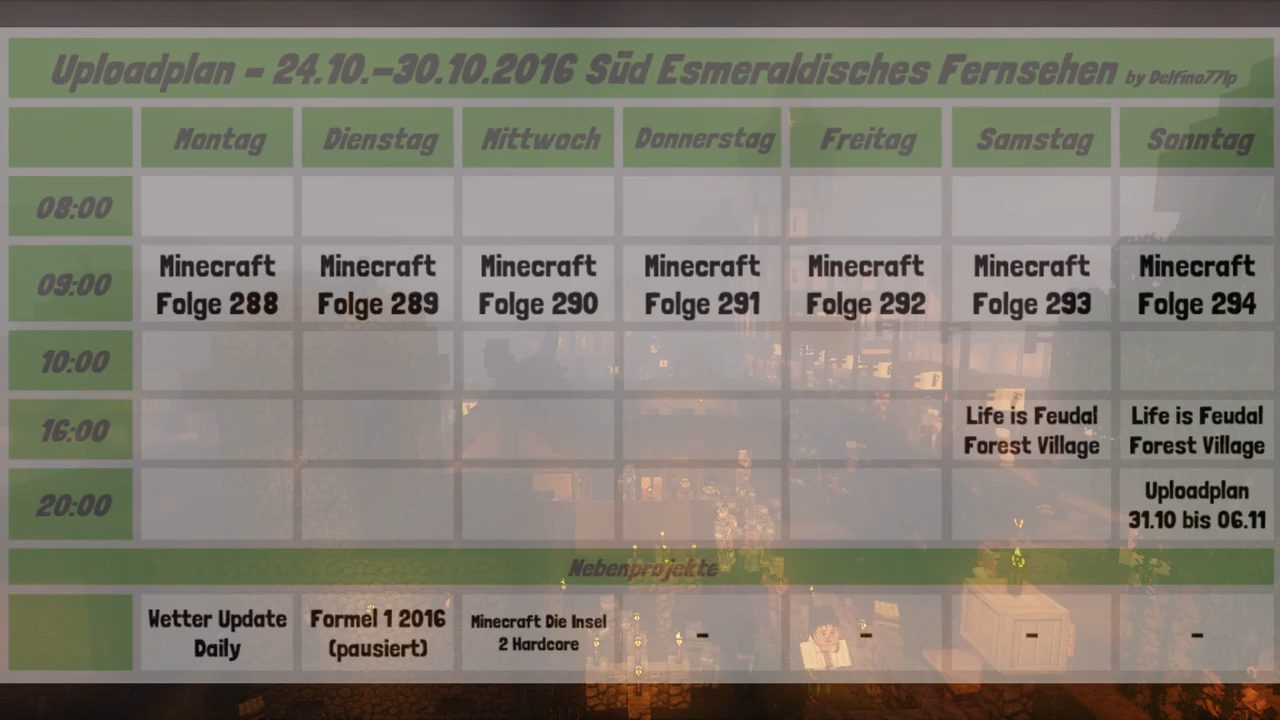 Uploadplan - 24.10.-30.10.2016 Süd Esmeraldisches Fernsehen by Delfino77lp
Montag Dienstag Mittwoch Donnerstag Freitag Samstag Sonntag
08:00
09:00
Minecraft Minecraft Minecraft Minecraft Minecraft Minecraft Minecraft
Folge 288 Folge 289 Folge 290 Folge 291 Folge 292 Folge 293 Folge 294
10:00
16:00
Life is Feudal Life is Feudal
Forest Village Forest Village
20:00
Uploadplan
31.10 bis 06.11
Nebenprojekte
Wetter Update Formel 1 2016 Minecraft Die Insel - - - -
Daily (pausiert) 2 Hardcore